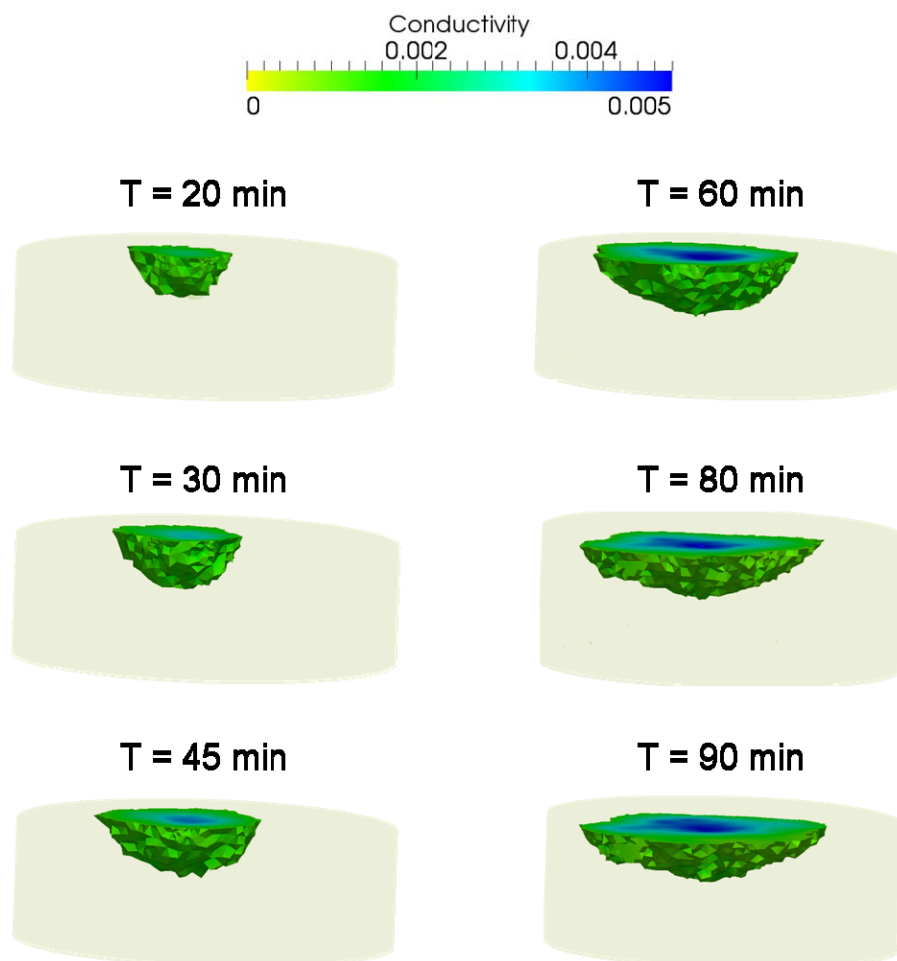 Conductivity
0.002 0.004
0 0.005
T = 20 min
T = 60 min
T = 30 min
T = 80 min
T = 45 min
T = 90 min